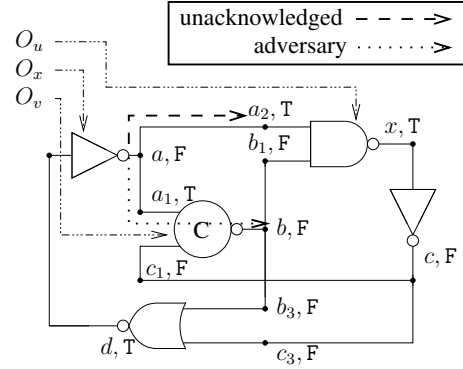 unacknowledged
adversary
O_u
O_x
O_v
a_2, T
x, T
b_1, F
a, F
a_1, T
C
b, F
c_1, F
c, F
b_3, F
d, T
c_3, F